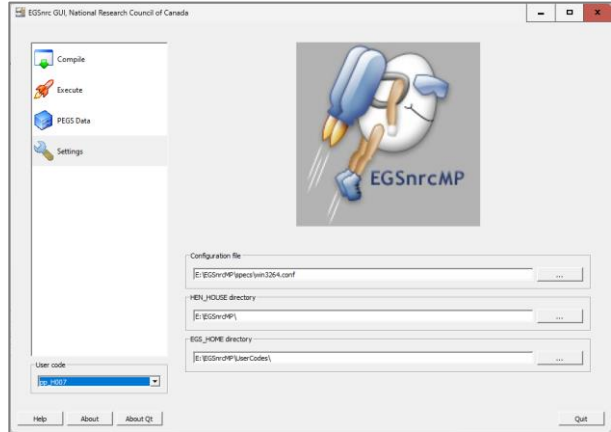 EGSnrc GUI, National Research Council of Canada
Compile
Execute
PEGS Data
Settings
EGSnrcMP
Configuration file
E:\EGSnrcMP\specs\win3264.conf
...
HEN_HOUSE directory
E:\EGSnrcMP\
...
EGS_HOME directory
E:\EGSnrcMP\UserCodes\
...
User code
pp_H007
Help
About
About Qt
Quit